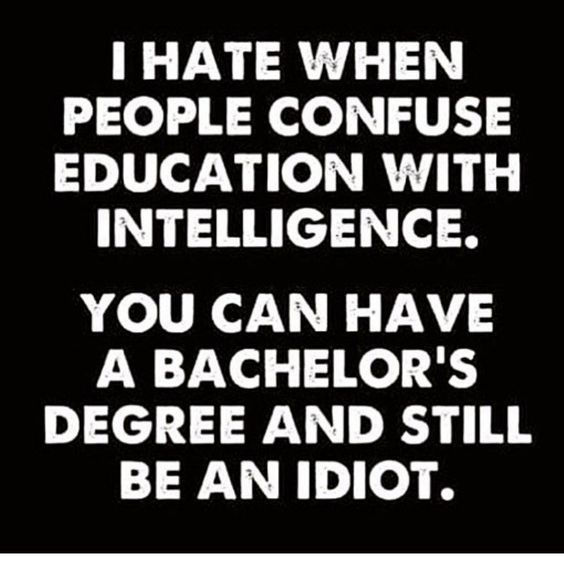 I HATE WHEN
PEOPLE CONFUSE
EDUCATION WITH
INTELLIGENCE.
YOU CAN HAVE
A BACHELOR'S
DEGREE AND STILL
BE AN IDIOT.